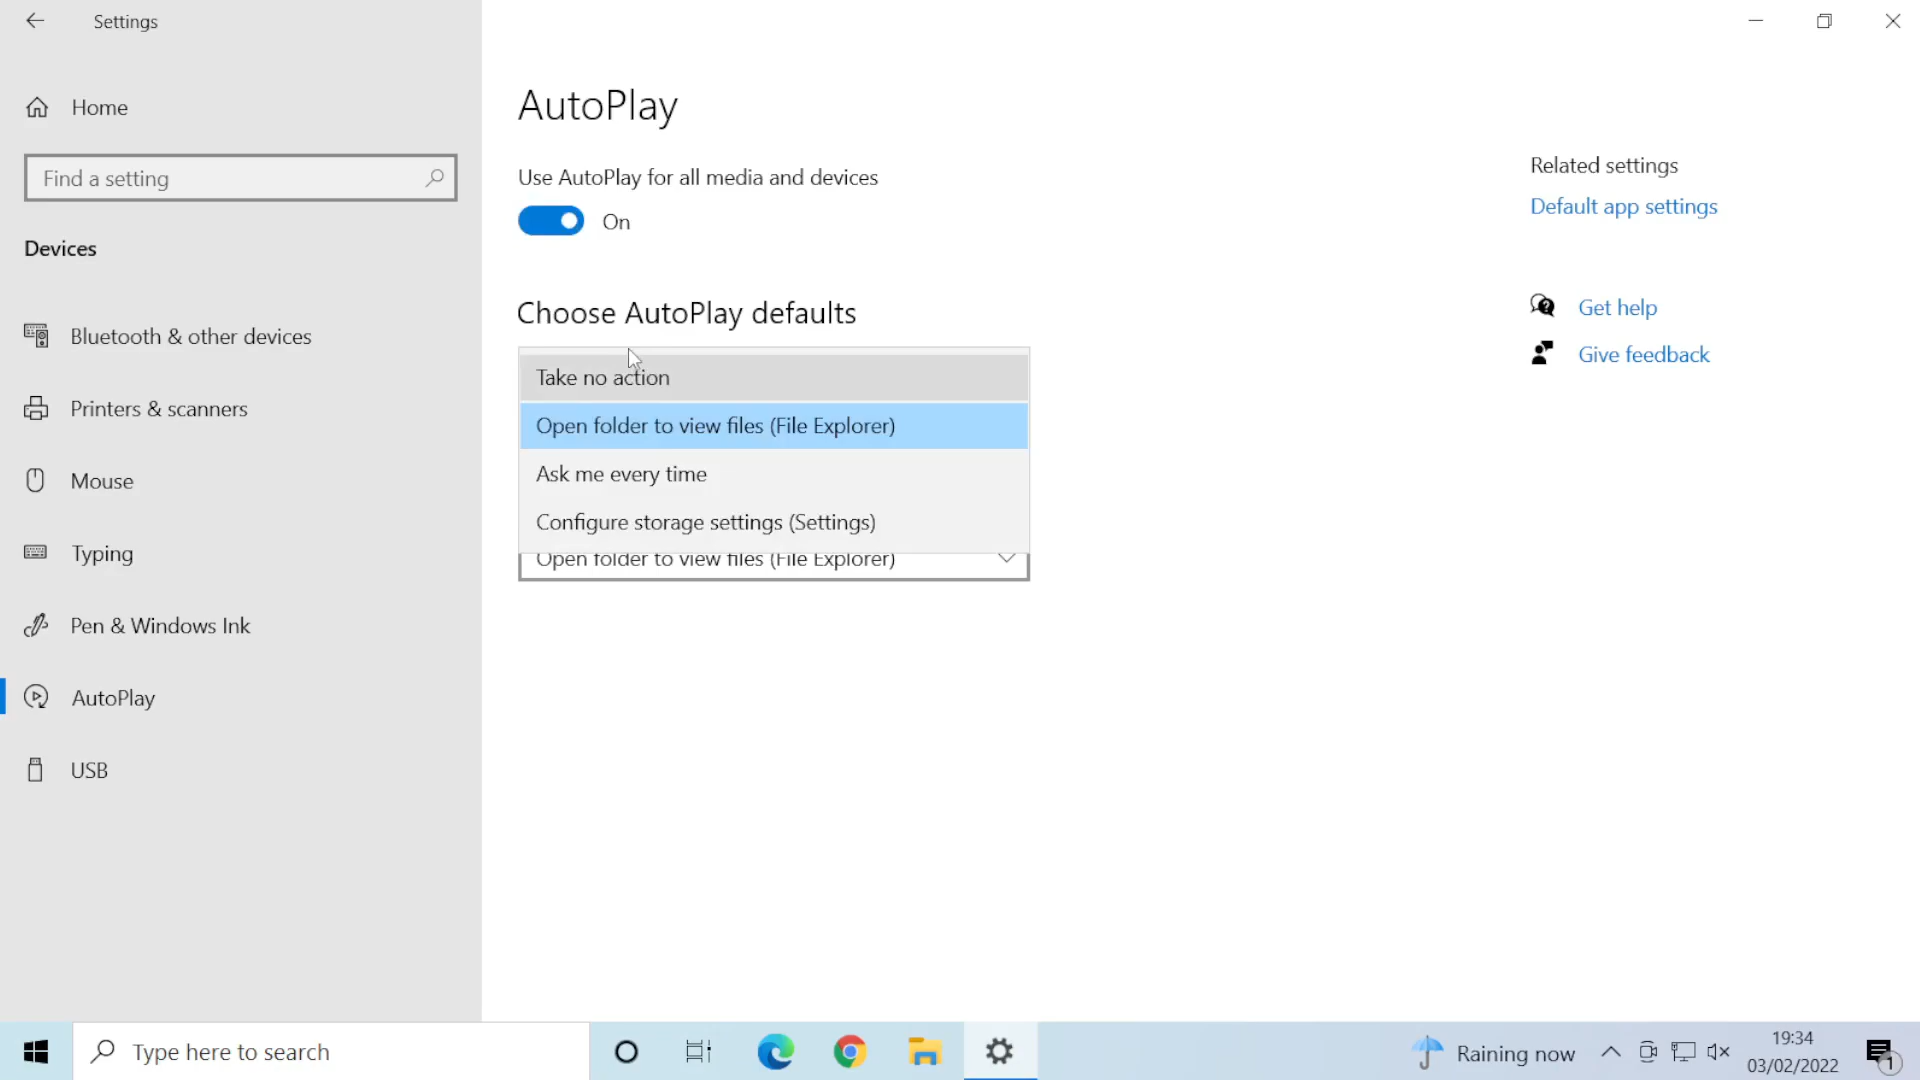 Settings
Home
Find a setting
Devices
Bluetooth & other devices
Printers & scanners
Mouse
Typing
Pen & Windows Ink
AutoPlay
USB
AutoPlay
Use AutoPlay for all media and devices
On
Choose AutoPlay defaults
Take no action
Open folder to view files (File Explorer)
Ask me every time
Configure storage settings (Settings)
Open folder to view files (File Explorer)
Related settings
Default app settings
Get help
Give feedback
Type here to search
Raining now
19:34
03/02/2022
1